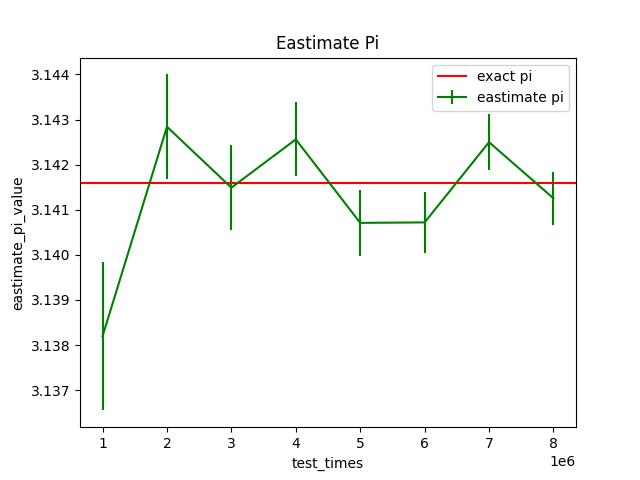 Eastimate Pi
exact pi
eastimate pi
3.144
3.143
3.142
3.141
3.140
3.139
3.138
3.137
eastimate_pi_value
1 2 3 4 5 6 7 8
1e6
test_times